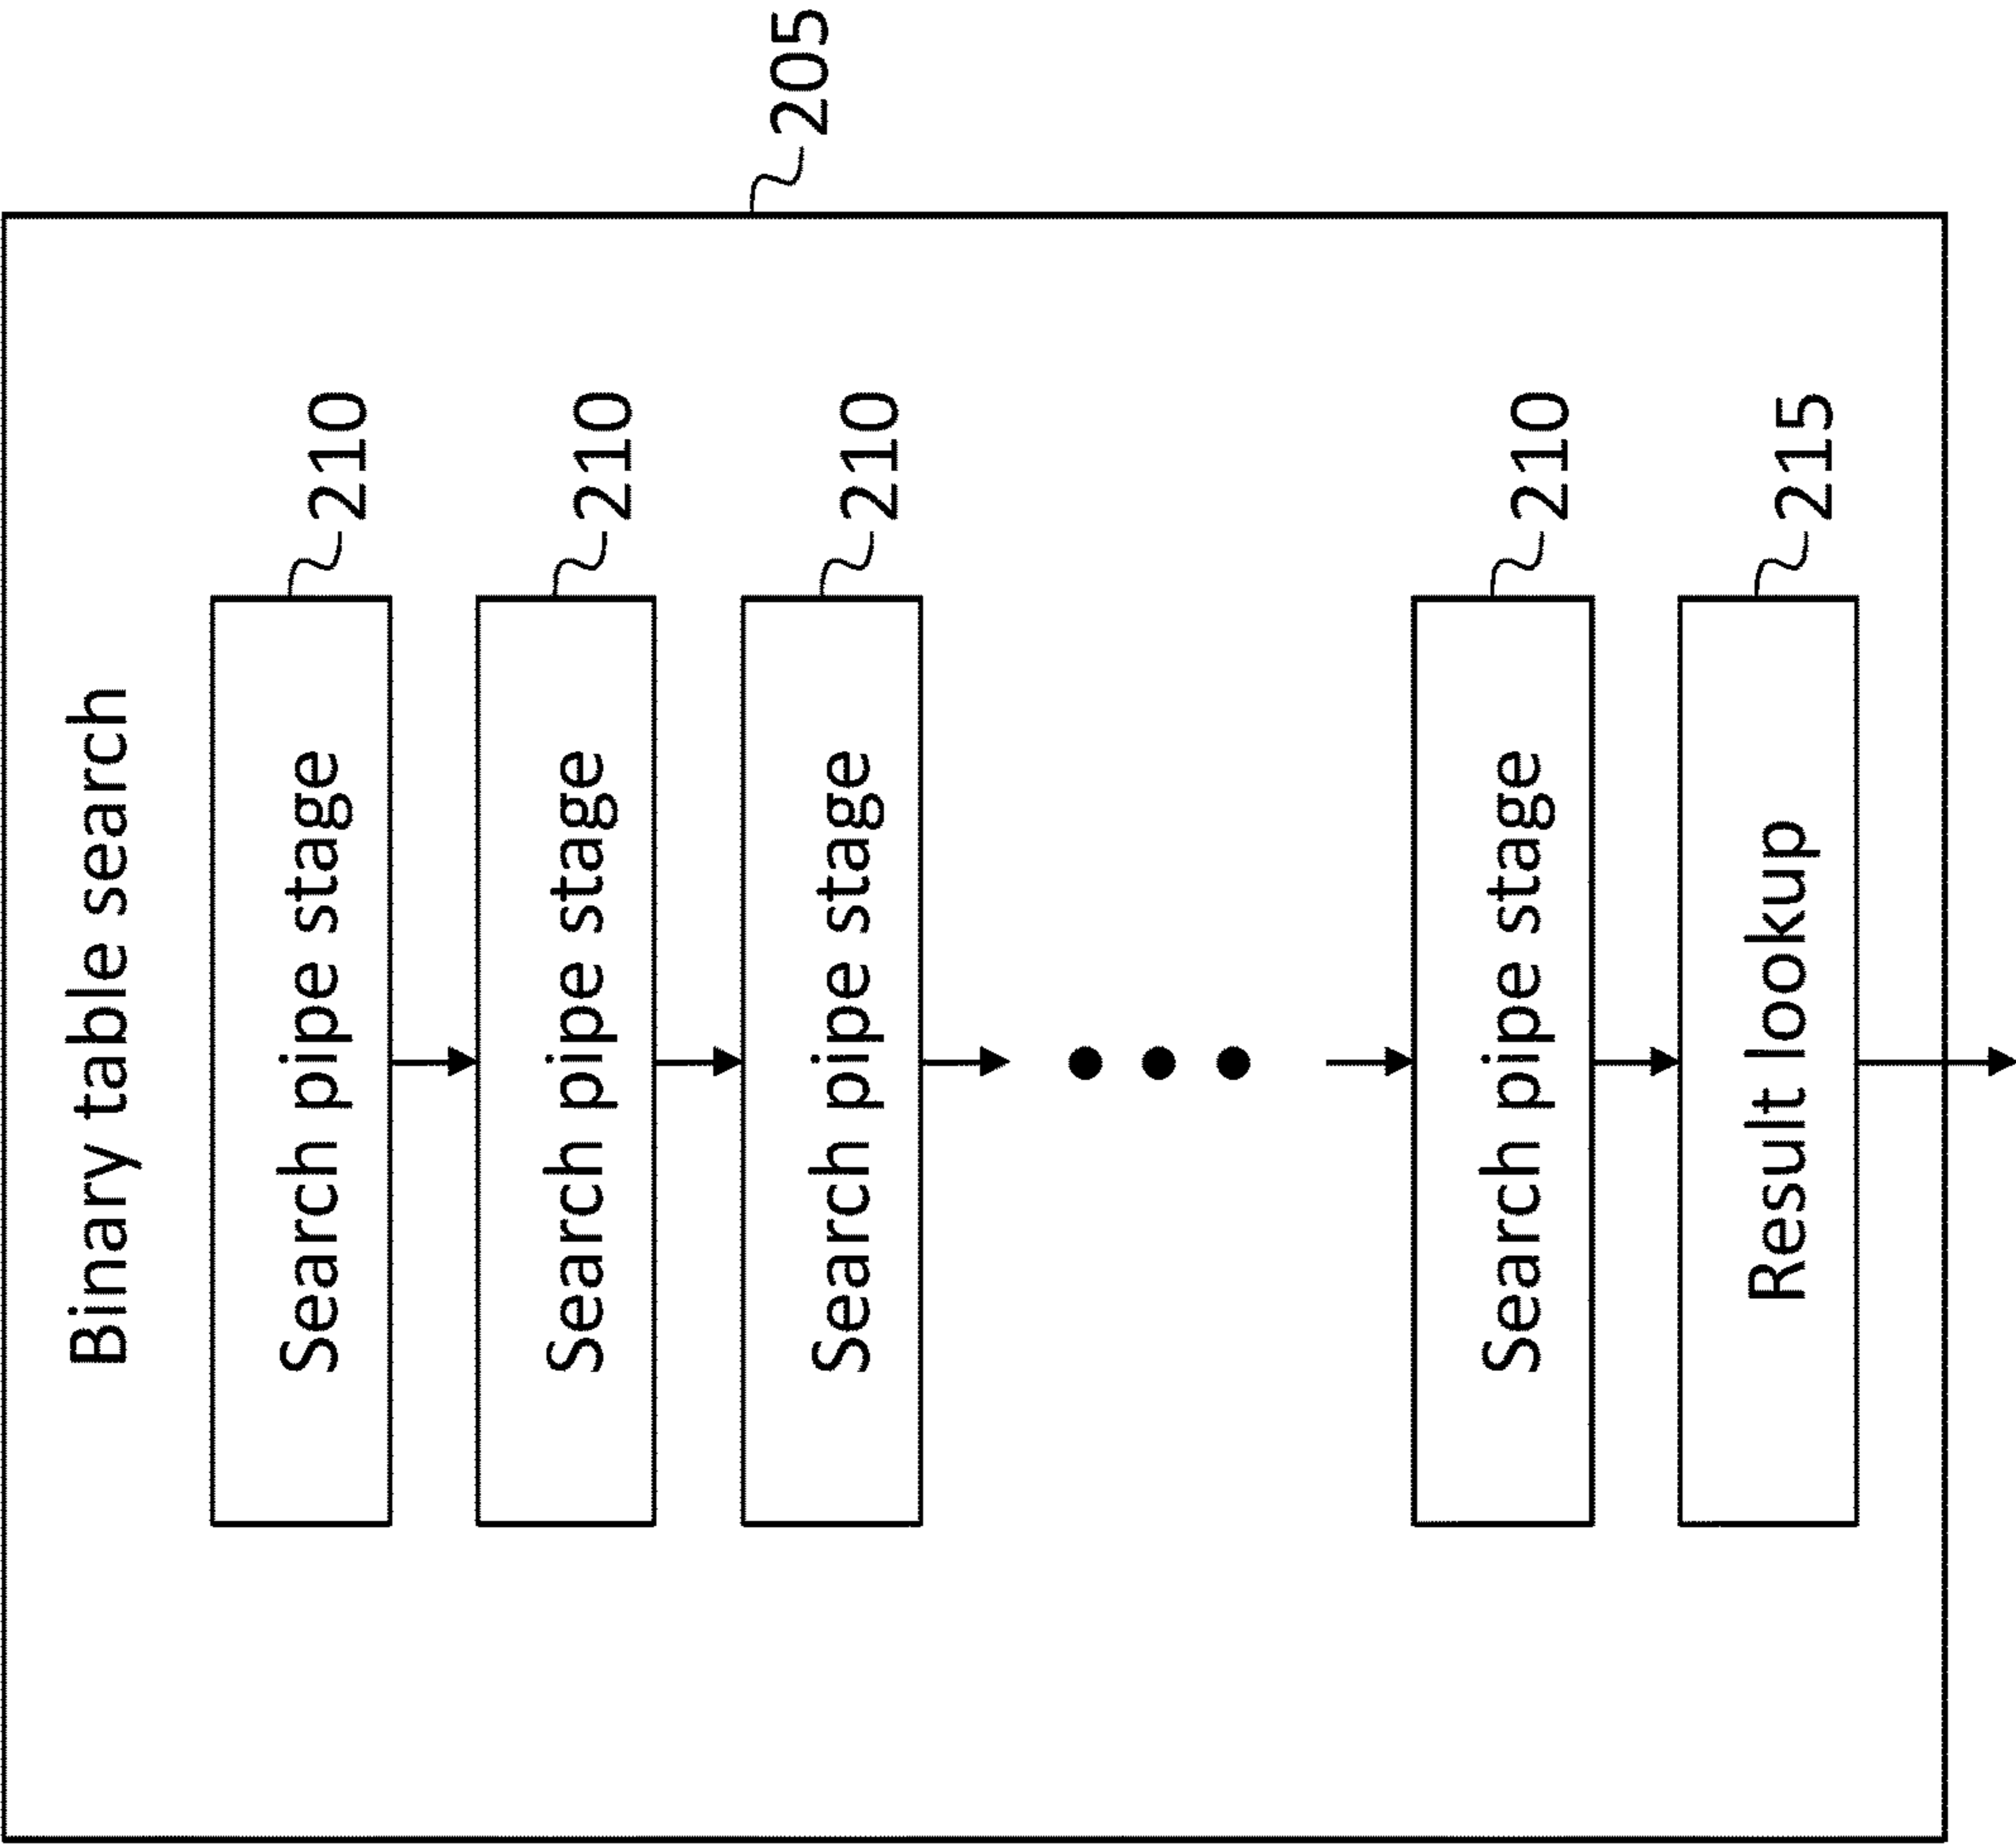 Binary table search
205
Search pipe stage
210
Search pipe stage
210
Search pipe stage
210
Search pipe stage
210
Result lookup
215